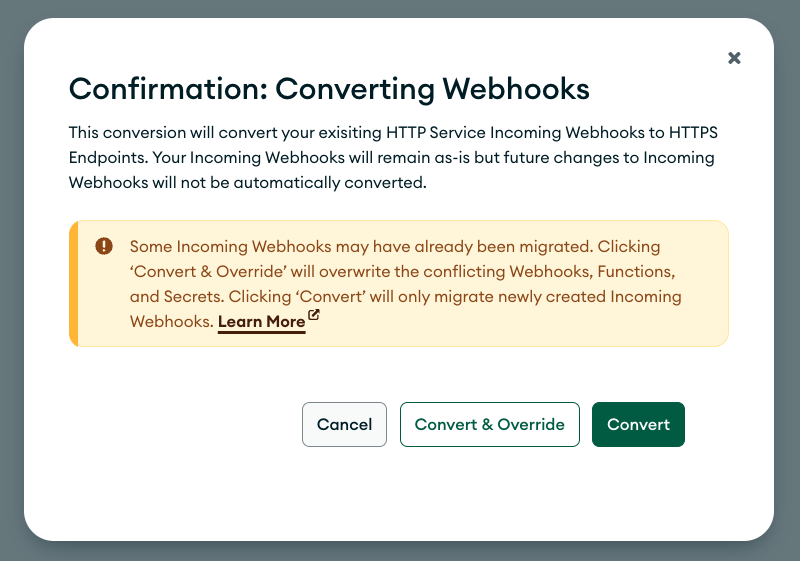 Confirmation: Converting Webhooks
This conversion will convert your exisiting HTTP Service Incoming Webhooks to HTTPS
Endpoints. Your Incoming Webhooks will remain as-is but future changes to Incoming
Webhooks will not be automatically converted.
Some Incoming Webhooks may have already been migrated. Clicking
‘Convert & Override’ will overwrite the conflicting Webhooks, Functions,
and Secrets. Clicking ‘Convert’ will only migrate newly created Incoming
Webhooks. Learn More
Cancel Convert & Override Convert